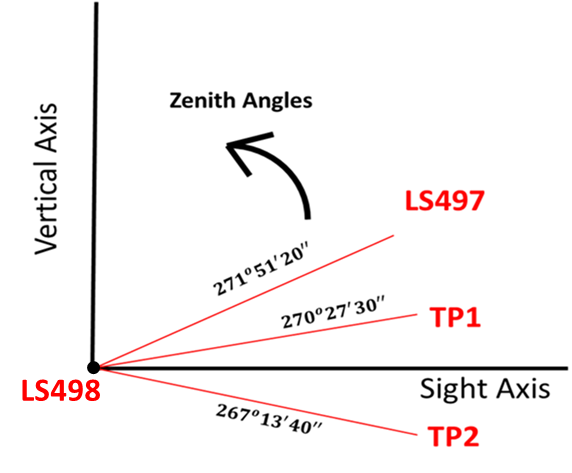 Vertical Axis
Zenith Angles
LS497
271°51′20″
270°27′30″
TP1
LS498
Sight Axis
267°13′40″
TP2